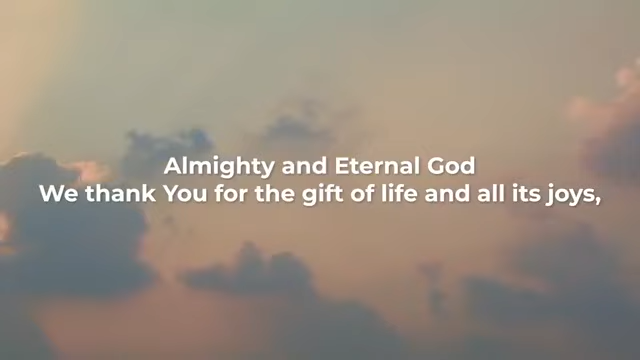 Almighty and Eternal God
We thank You for the gift of life and all its joys,